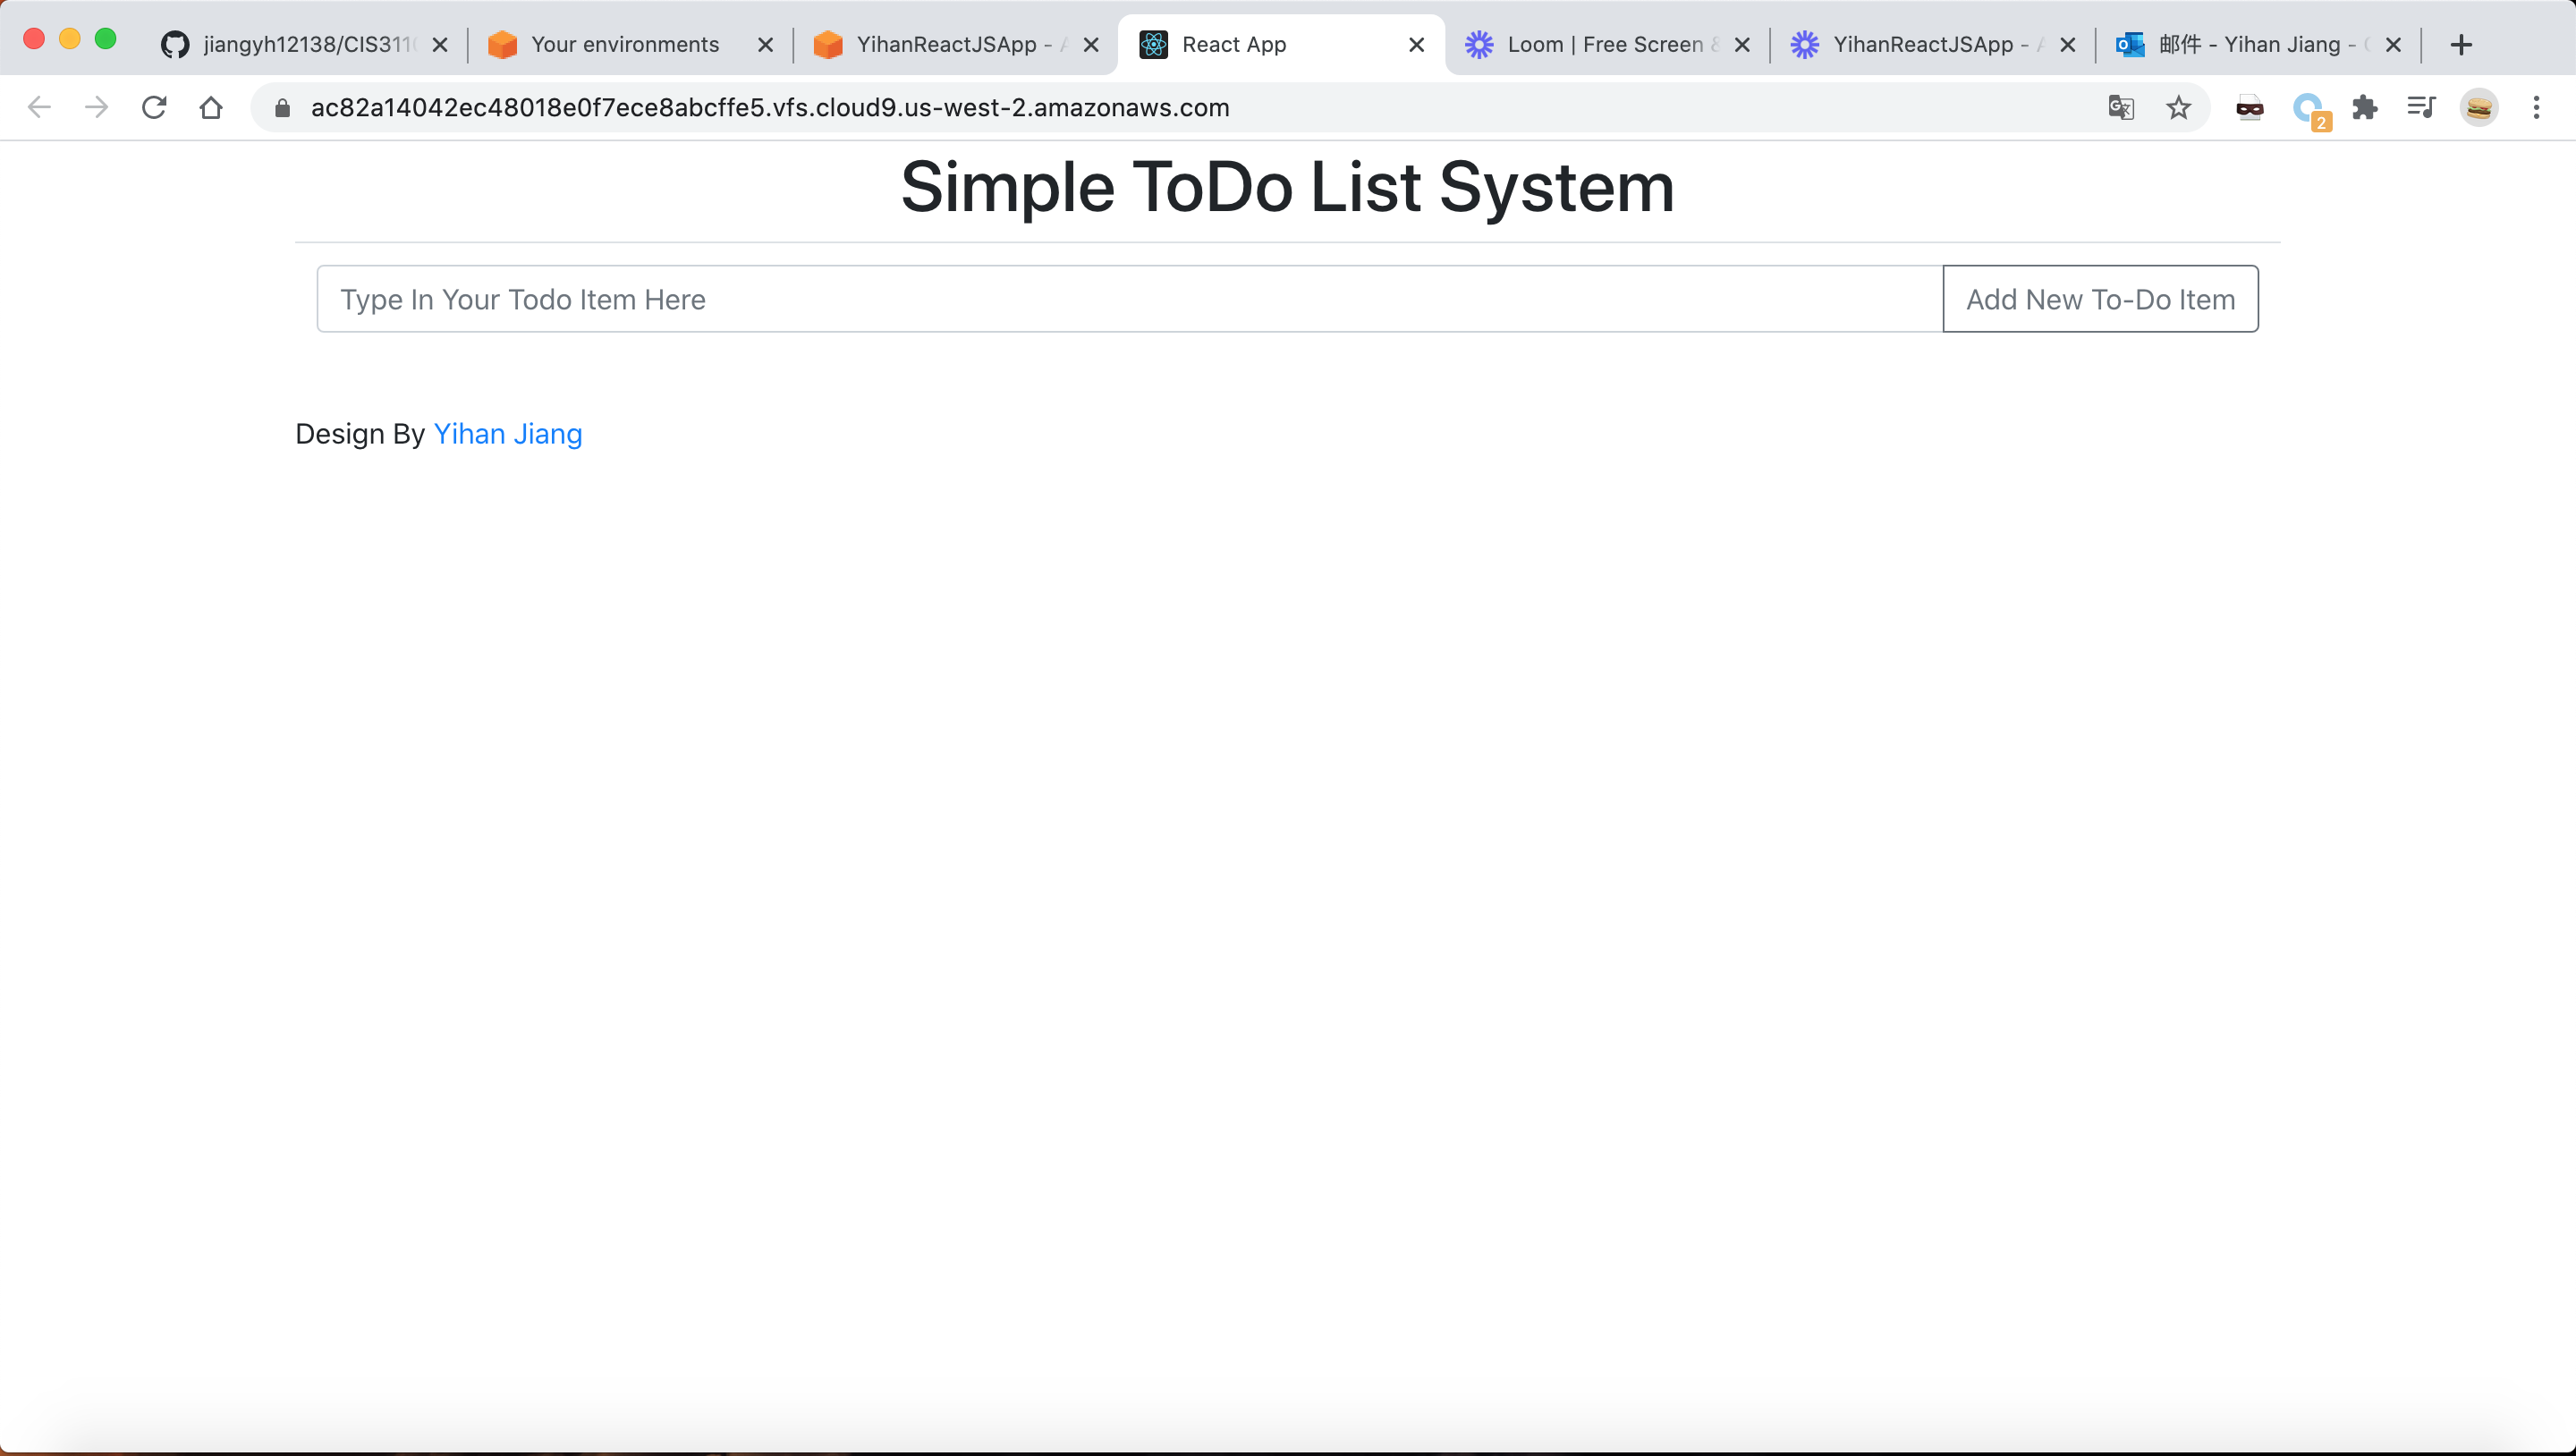 jiangyh12138/CIS311
Your environments
YihanReactJSApp -
React App
Loom | Free Screen &
YihanReactJSApp -
邮件 - Yihan Jiang -
ac82a14042ec48018e0f7ece8abcffe5.vfs.cloud9.us-west-2.amazonaws.com
2
Simple ToDo List System
Type In Your Todo Item Here
Add New To-Do Item
Design By Yihan Jiang